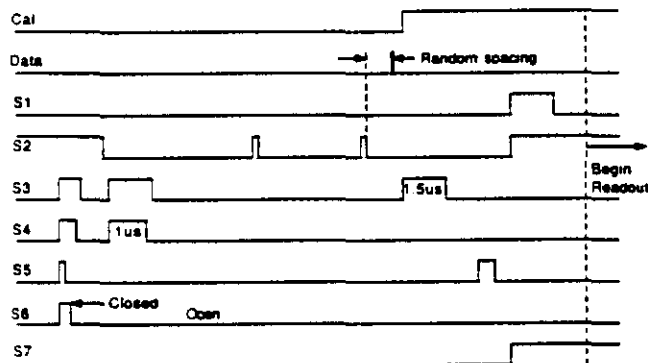 Cal
Data
Random spacing
S1
S2
Begin
Readout
S3
1.5us
S4
1us
S5
Closed
S6
Open
S7